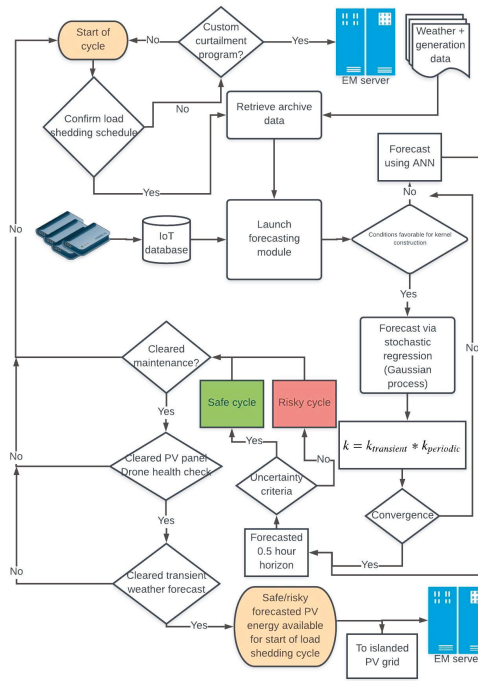 Start of
cycle
No
Custom
curtailment
program?
Yes
EM server
Weather +
generation
data
Confirm load
shedding schedule
No
Retrieve archive
data
Forecast
using ANN
Yes
No
No
IoT
database
Launch
forecasting
module
Conditions favorable for kernel
construction
Yes
No
Forecast via
stochastic
regression
(Gaussian
process)
Cleared
maintenance?
Safe cycle
Risky cycle
Yes
k = k_transient * k_periodic
No
Cleared PV panel
Drone health check
Yes
No
Uncertainty
criteria
Convergence
Yes
Forecasted
0.5 hour
horizon
Yes
No
Cleared transient
weather forecast
Yes
Safe/risky
forecasted PV
energy available
for start of load
shedding cycle
To islanded
PV grid
EM server